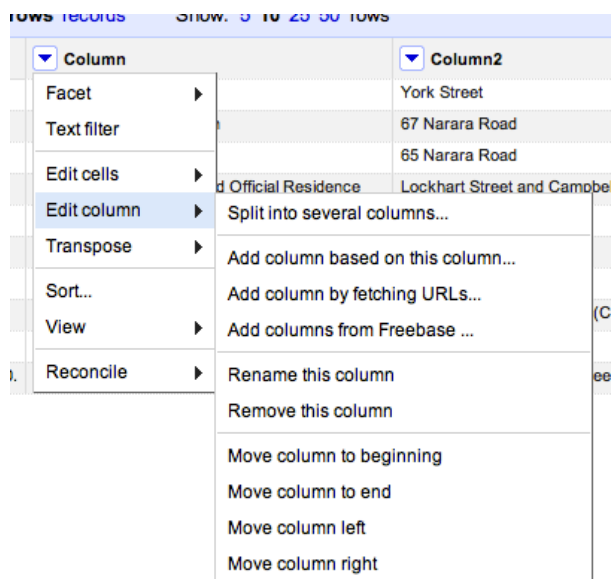 rows records Show: 5 10 25 50 rows
Column Column2
Facet York Street
Text filter 67 Narara Road
65 Narara Road
Edit cells d Official Residence Lockhart Street and Campbel
Edit column Split into several columns...
Transpose Add column based on this column...
Sort... Add column by fetching URLs...
View Add columns from Freebase ... (C
Reconcile Rename this column ee
Remove this column
Move column to beginning
Move column to end
Move column left
Move column right